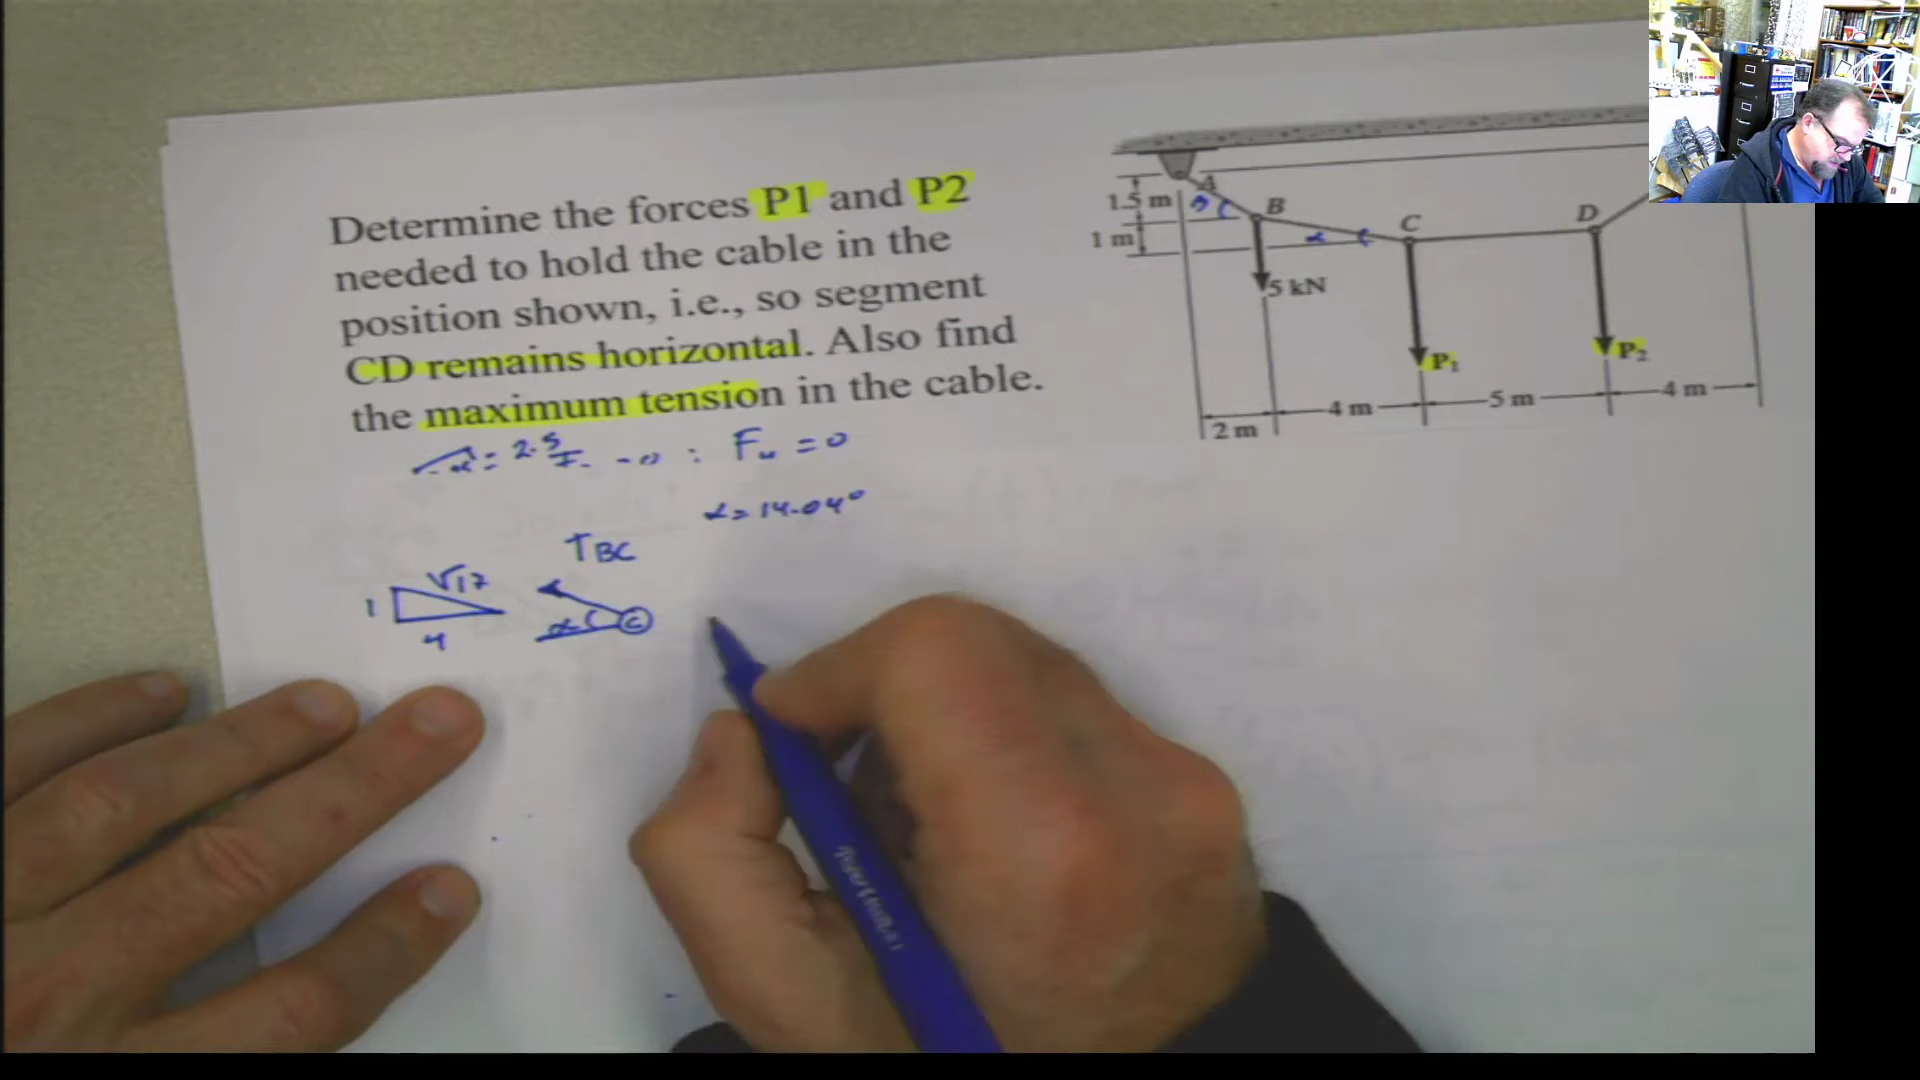 Determine the forces P1 and P2
needed to hold the cable in the
position shown, i.e., so segment
CD remains horizontal. Also find
the maximum tension in the cable.
A
1.5 m
B
C
D
1 m
α
5 kN
P₁
P₂
2 m
4 m
5 m
4 m
= 0
α = 14.04°
TBC
√17
1
4
α
C